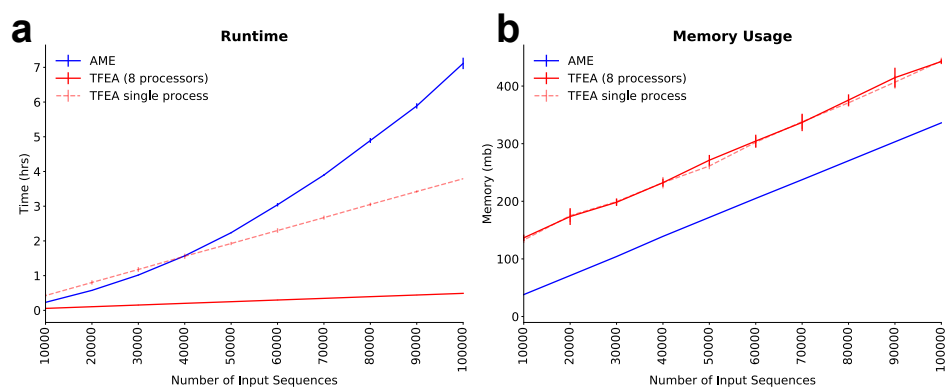 a
Runtime
AME
TFEA (8 processors)
TFEA single process
Time (hrs)
7
6
5
4
3
2
1
0
10000
20000
30000
40000
50000
60000
70000
80000
90000
100000
Number of Input Sequences
b
Memory Usage
AME
TFEA (8 processors)
TFEA single process
Memory (mb)
400
300
200
100
0
10000
20000
30000
40000
50000
60000
70000
80000
90000
100000
Number of Input Sequences